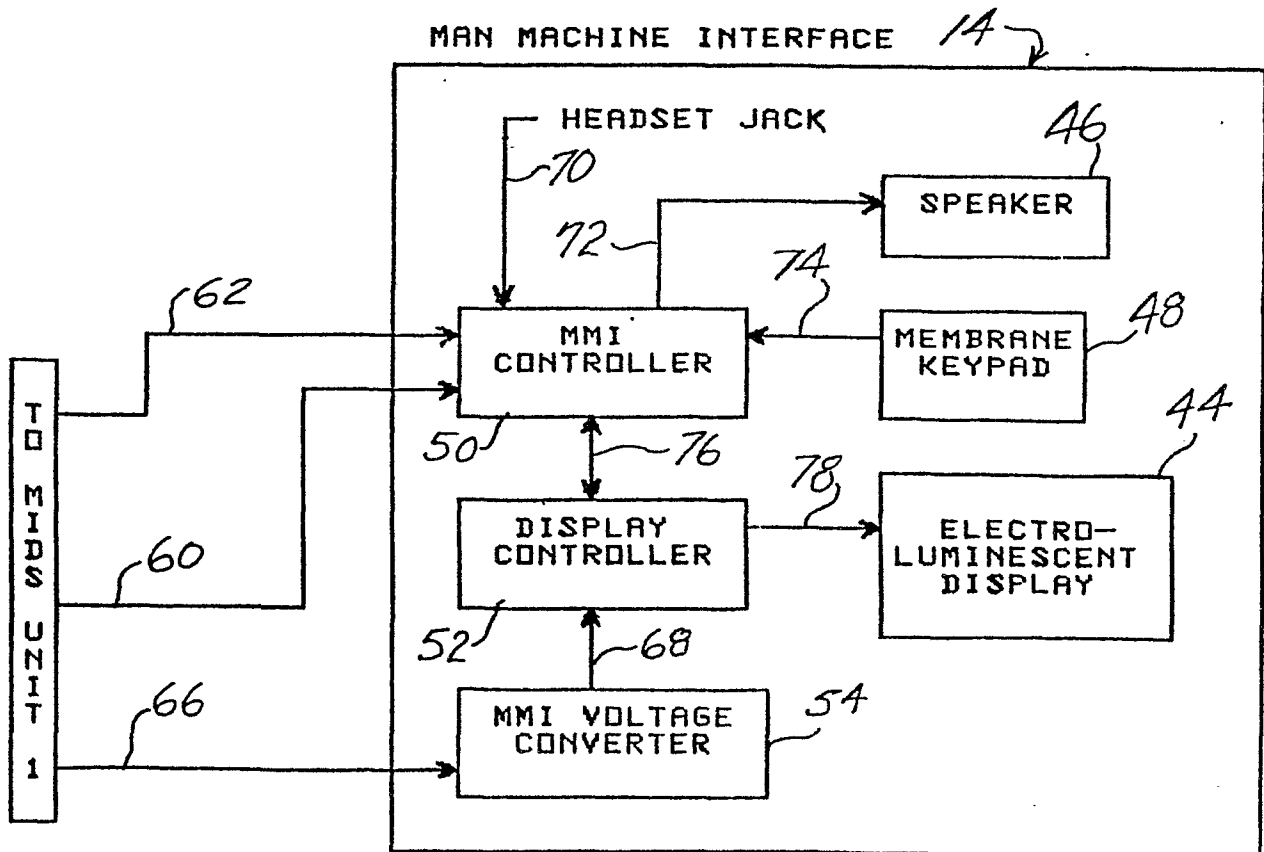 MAN MACHINE INTERFACE 14
HEADSET JACK
70
46
SPEAKER
72
74
62
MMI
CONTROLLER
48
MEMBRANE
KEYPAD
50
76
44
78
DISPLAY
CONTROLLER
ELECTRO-
LUMINESCENT
DISPLAY
60
52
68
66
MMI VOLTAGE
CONVERTER
54
TO MIDS UNIT 1